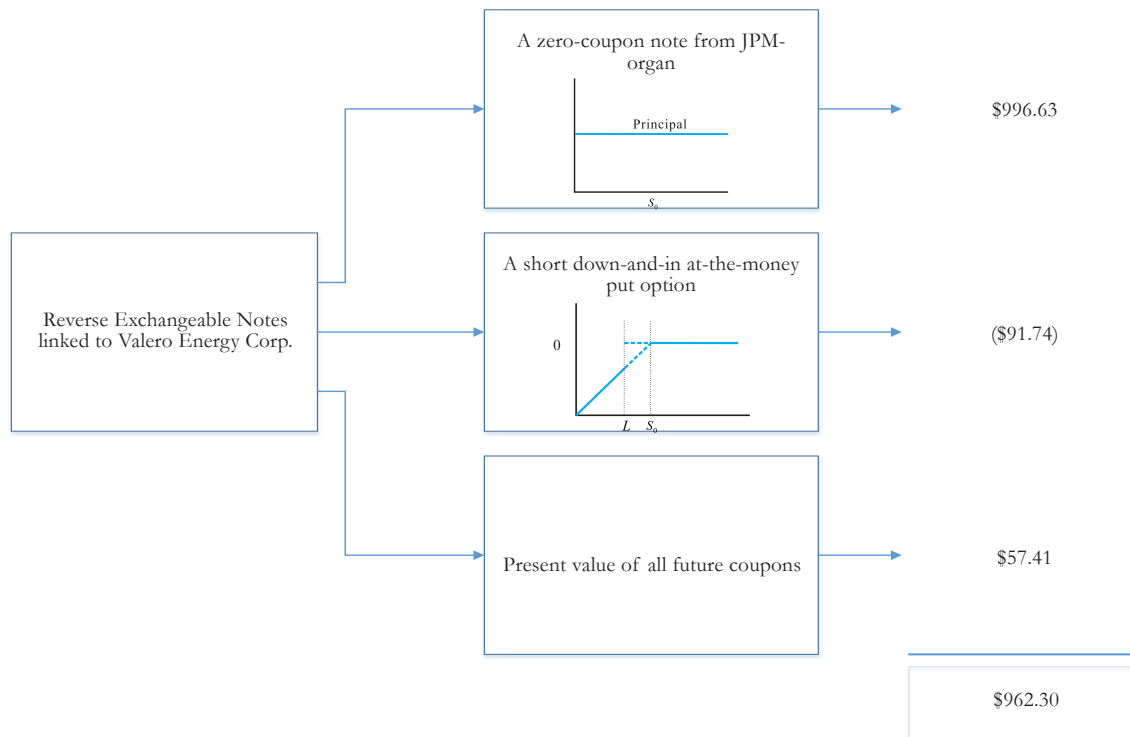 A zero-coupon note from JPM-
organ
Principal
S₀
$996.63
Reverse Exchangeable Notes
linked to Valero Energy Corp.
A short down-and-in at-the-money
put option
0
L S₀
($91.74)
Present value of all future coupons
$57.41
$962.30